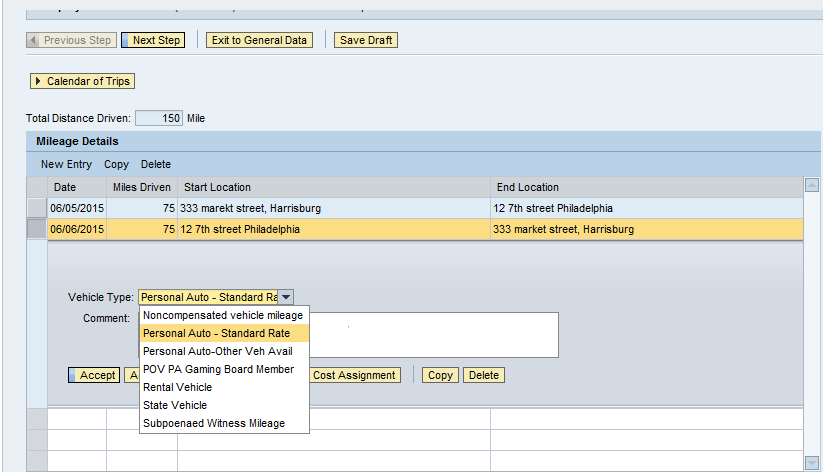 Previous Step Next Step Exit to General Data Save Draft
Calendar of Trips
Total Distance Driven: 150 Mile
Mileage Details
New Entry Copy Delete
Date Miles Driven Start Location End Location
06/05/2015 75 333 marekt street, Harrisburg 12 7th street Philadelphia
06/06/2015 75 12 7th street Philadelphia 333 market street, Harrisburg
Vehicle Type: Personal Auto - Standard Ra
Comment:
Noncompensated vehicle mileage
Personal Auto - Standard Rate
Personal Auto-Other Veh Avail
POV PA Gaming Board Member
Rental Vehicle
State Vehicle
Subpoenaed Witness Mileage
Accept A Cost Assignment Copy Delete